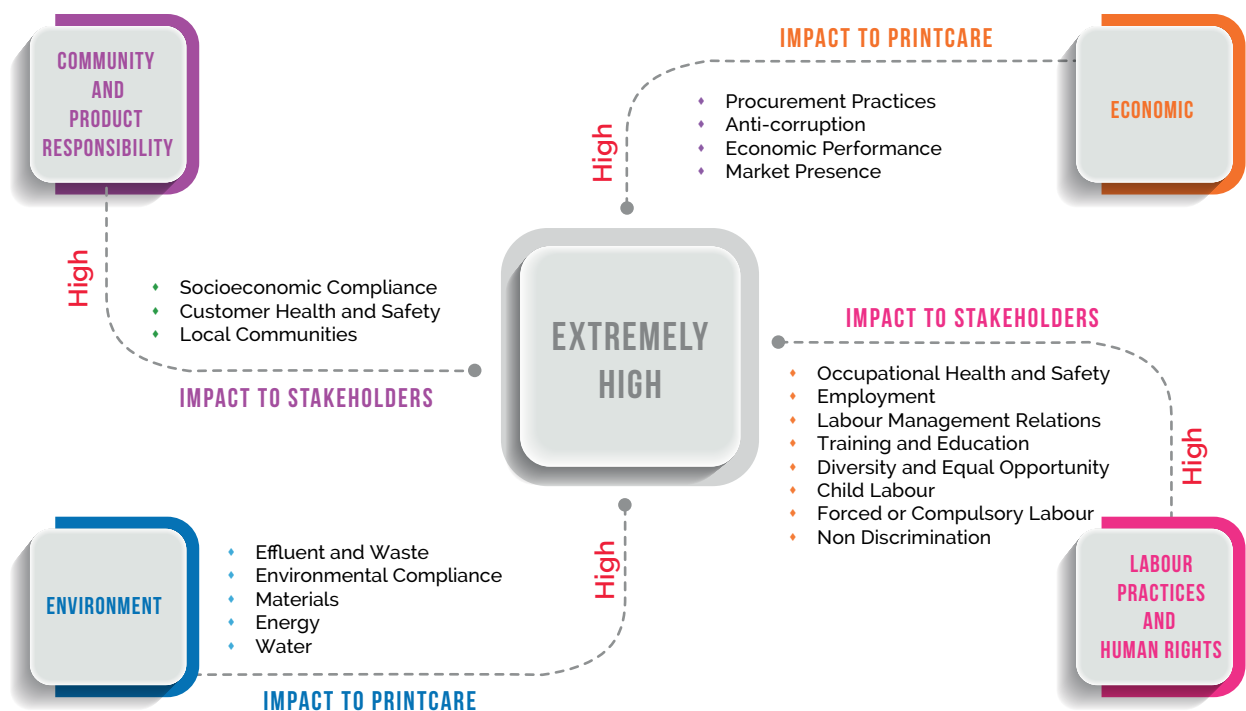 COMMUNITY
AND
PRODUCT
RESPONSIBILITY
High
Socioeconomic Compliance
Customer Health and Safety
Local Communities
IMPACT TO STAKEHOLDERS
IMPACT TO PRINTCARE
High
Procurement Practices
Anti-corruption
Economic Performance
Market Presence
ECONOMIC
EXTREMELY
HIGH
IMPACT TO STAKEHOLDERS
Occupational Health and Safety
Employment
Labour Management Relations
Training and Education
Diversity and Equal Opportunity
Child Labour
Forced or Compulsory Labour
Non Discrimination
High
LABOUR
PRACTICES
AND
HUMAN RIGHTS
ENVIRONMENT
Effluent and Waste
Environmental Compliance
Materials
Energy
Water
High
IMPACT TO PRINTCARE